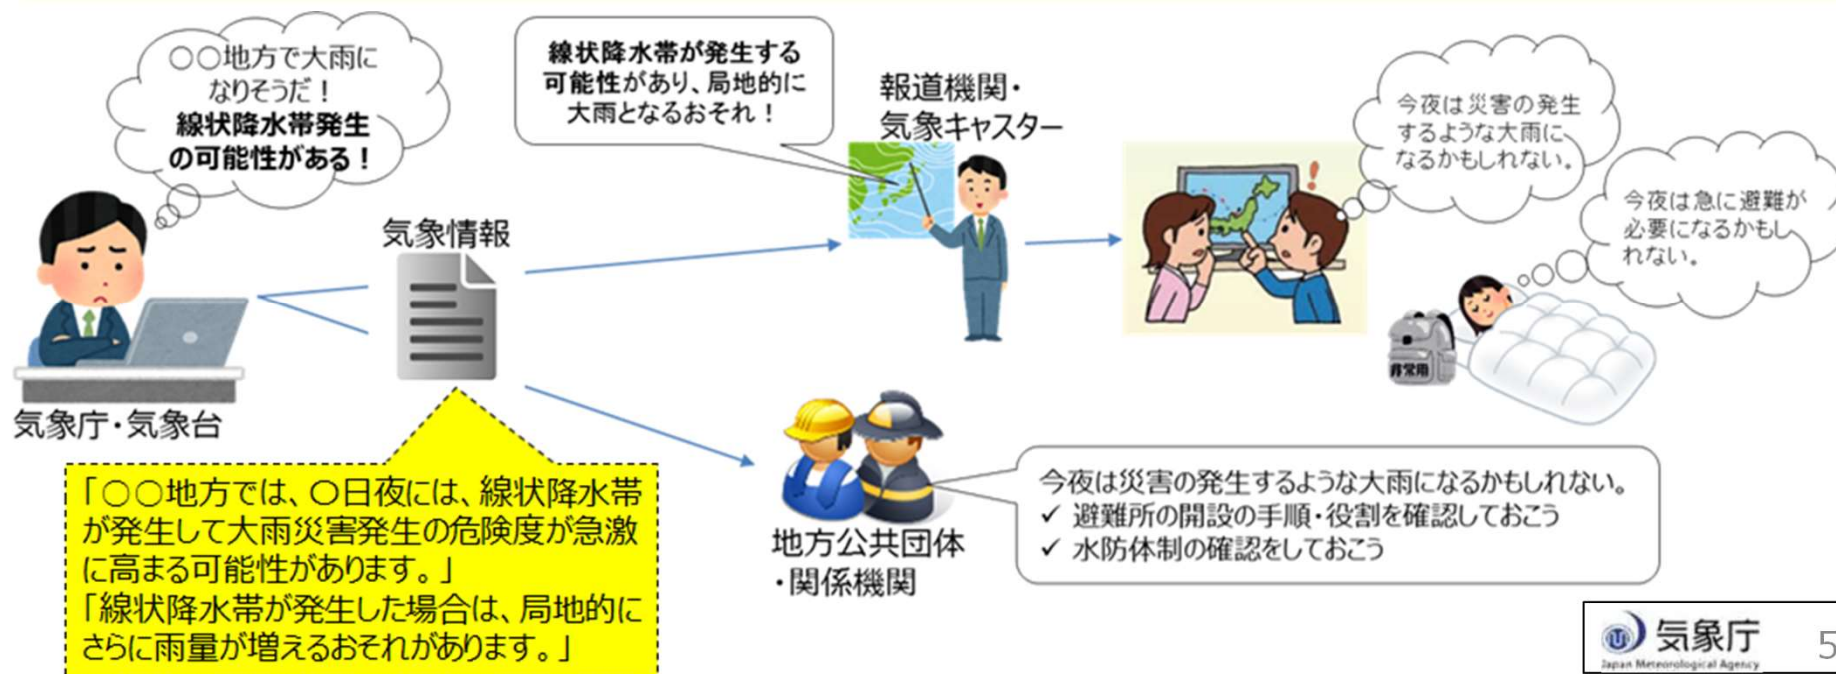 ○○地方で大雨に
なりそうだ！
線状降水帯発生
の可能性がある！
気象庁・気象台
気象情報
「○○地方では、○日夜には、線状降水帯
が発生して大雨災害発生の危険度が急激
に高まる可能性があります。」
「線状降水帯が発生した場合は、局地的に
さらに雨量が増えるおそれがあります。」
線状降水帯が発生する
可能性があり、局地的に
大雨となるおそれ！
報道機関・
気象キャスター
今夜は災害の発生
するような大雨に
なるかもしれない。
今夜は急に避難が
必要になるかもし
れない。
非常用
地方公共団体
・関係機関
今夜は災害の発生するような大雨になるかもしれない。
✓ 避難所の開設の手順・役割を確認しておこう
✓ 水防体制の確認をしておこう
気象庁
Japan Meteorological Agency
5